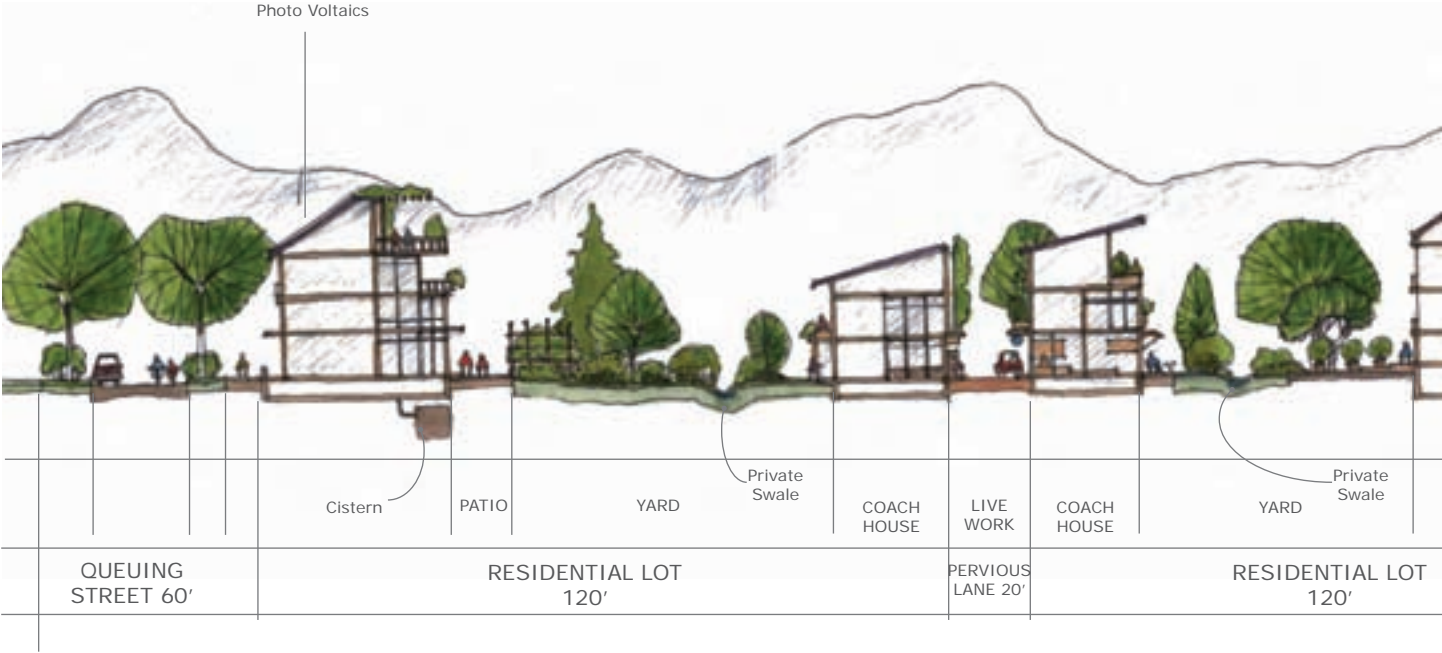 Photo Voltaics
Cistern
PATIO
YARD
Private
Swale
COACH
HOUSE
LIVE
WORK
COACH
HOUSE
YARD
Private
Swale
QUEUING
STREET 60'
RESIDENTIAL LOT
120'
PERVIOUS
LANE 20'
RESIDENTIAL LOT
120'